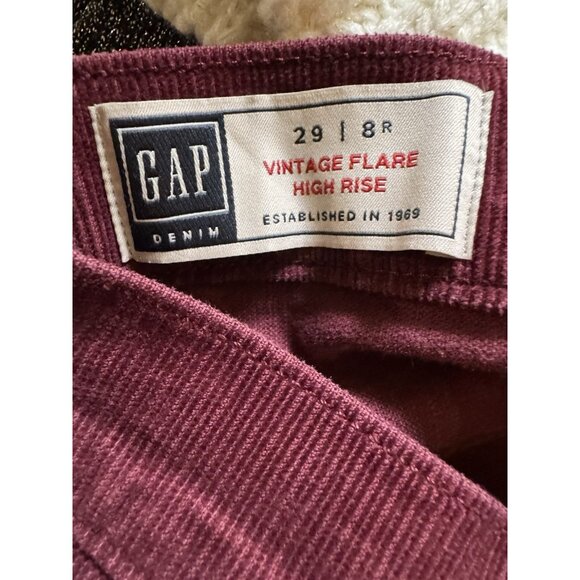 GAP
DENIM
29 | 8R
VINTAGE FLARE
HIGH RISE
ESTABLISHED IN 1969